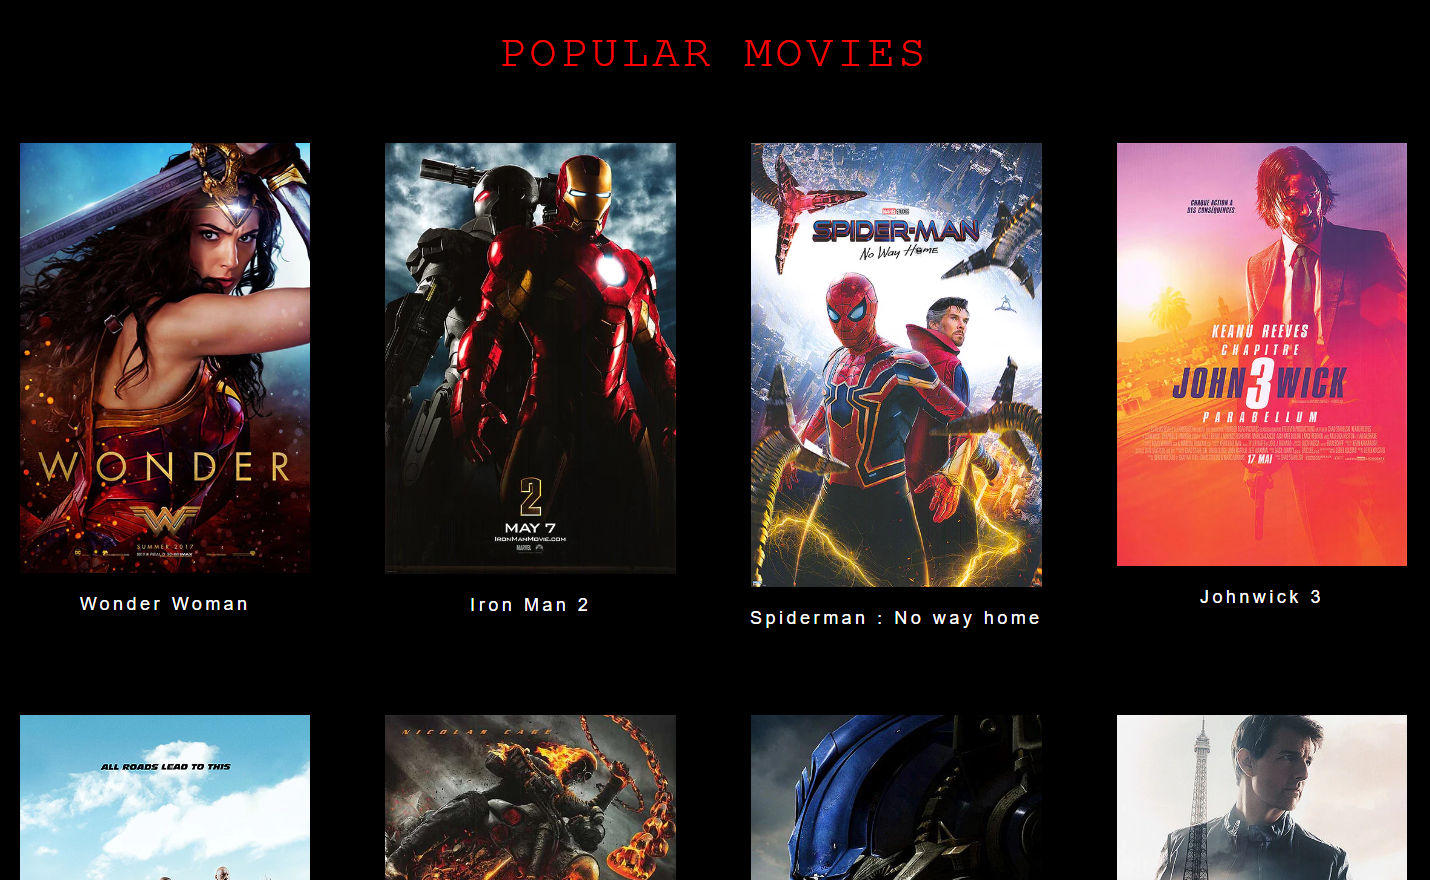 POPULAR MOVIES
WONDER
SUMMER 2017
Wonder Woman
2
MAY 7
IRONMANMOVIE.COM
MARVEL
Iron Man 2
SPIDER-MAN
No Way Home
Spiderman : No way home
CHAQUE ACTION A
DES CONSÉQUENCES
KEANU REEVES
CHAPITRE
JOHN 3 WICK
PARABELLUM
17 MAI
Johnwick 3
ALL ROADS LEAD TO THIS
NICOLAS CAGE